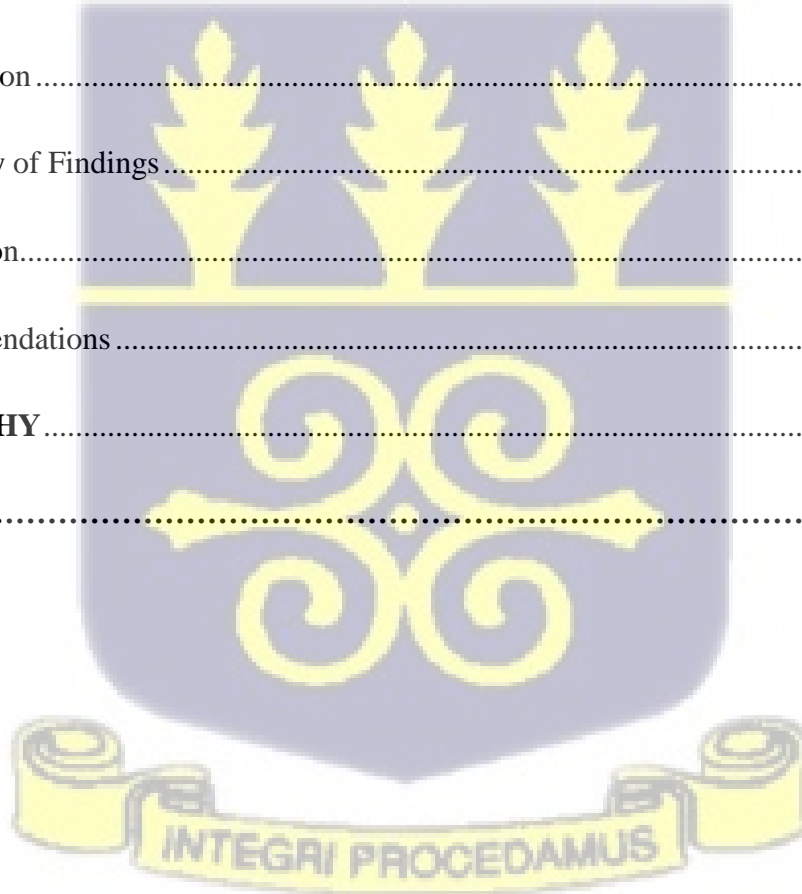 on ........................................................................
y of Findings ........................................................................
on ........................................................................
endations ........................................................................
HY ........................................................................
........................................................................
INTEGRI PROCEDAMUS